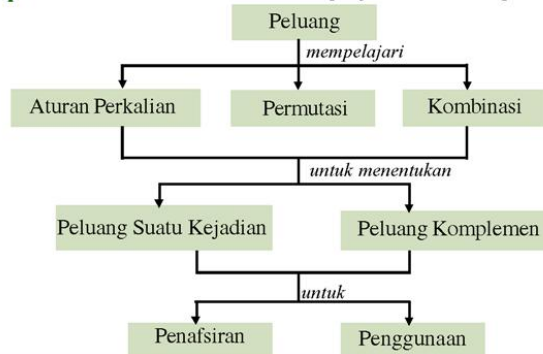 Peluang
mempelajari
Aturan Perkalian
Permutasi
Kombinasi
untuk menentukan
Peluang Suatu Kejadian
Peluang Komplemen
untuk
Penafsiran
Penggunaan